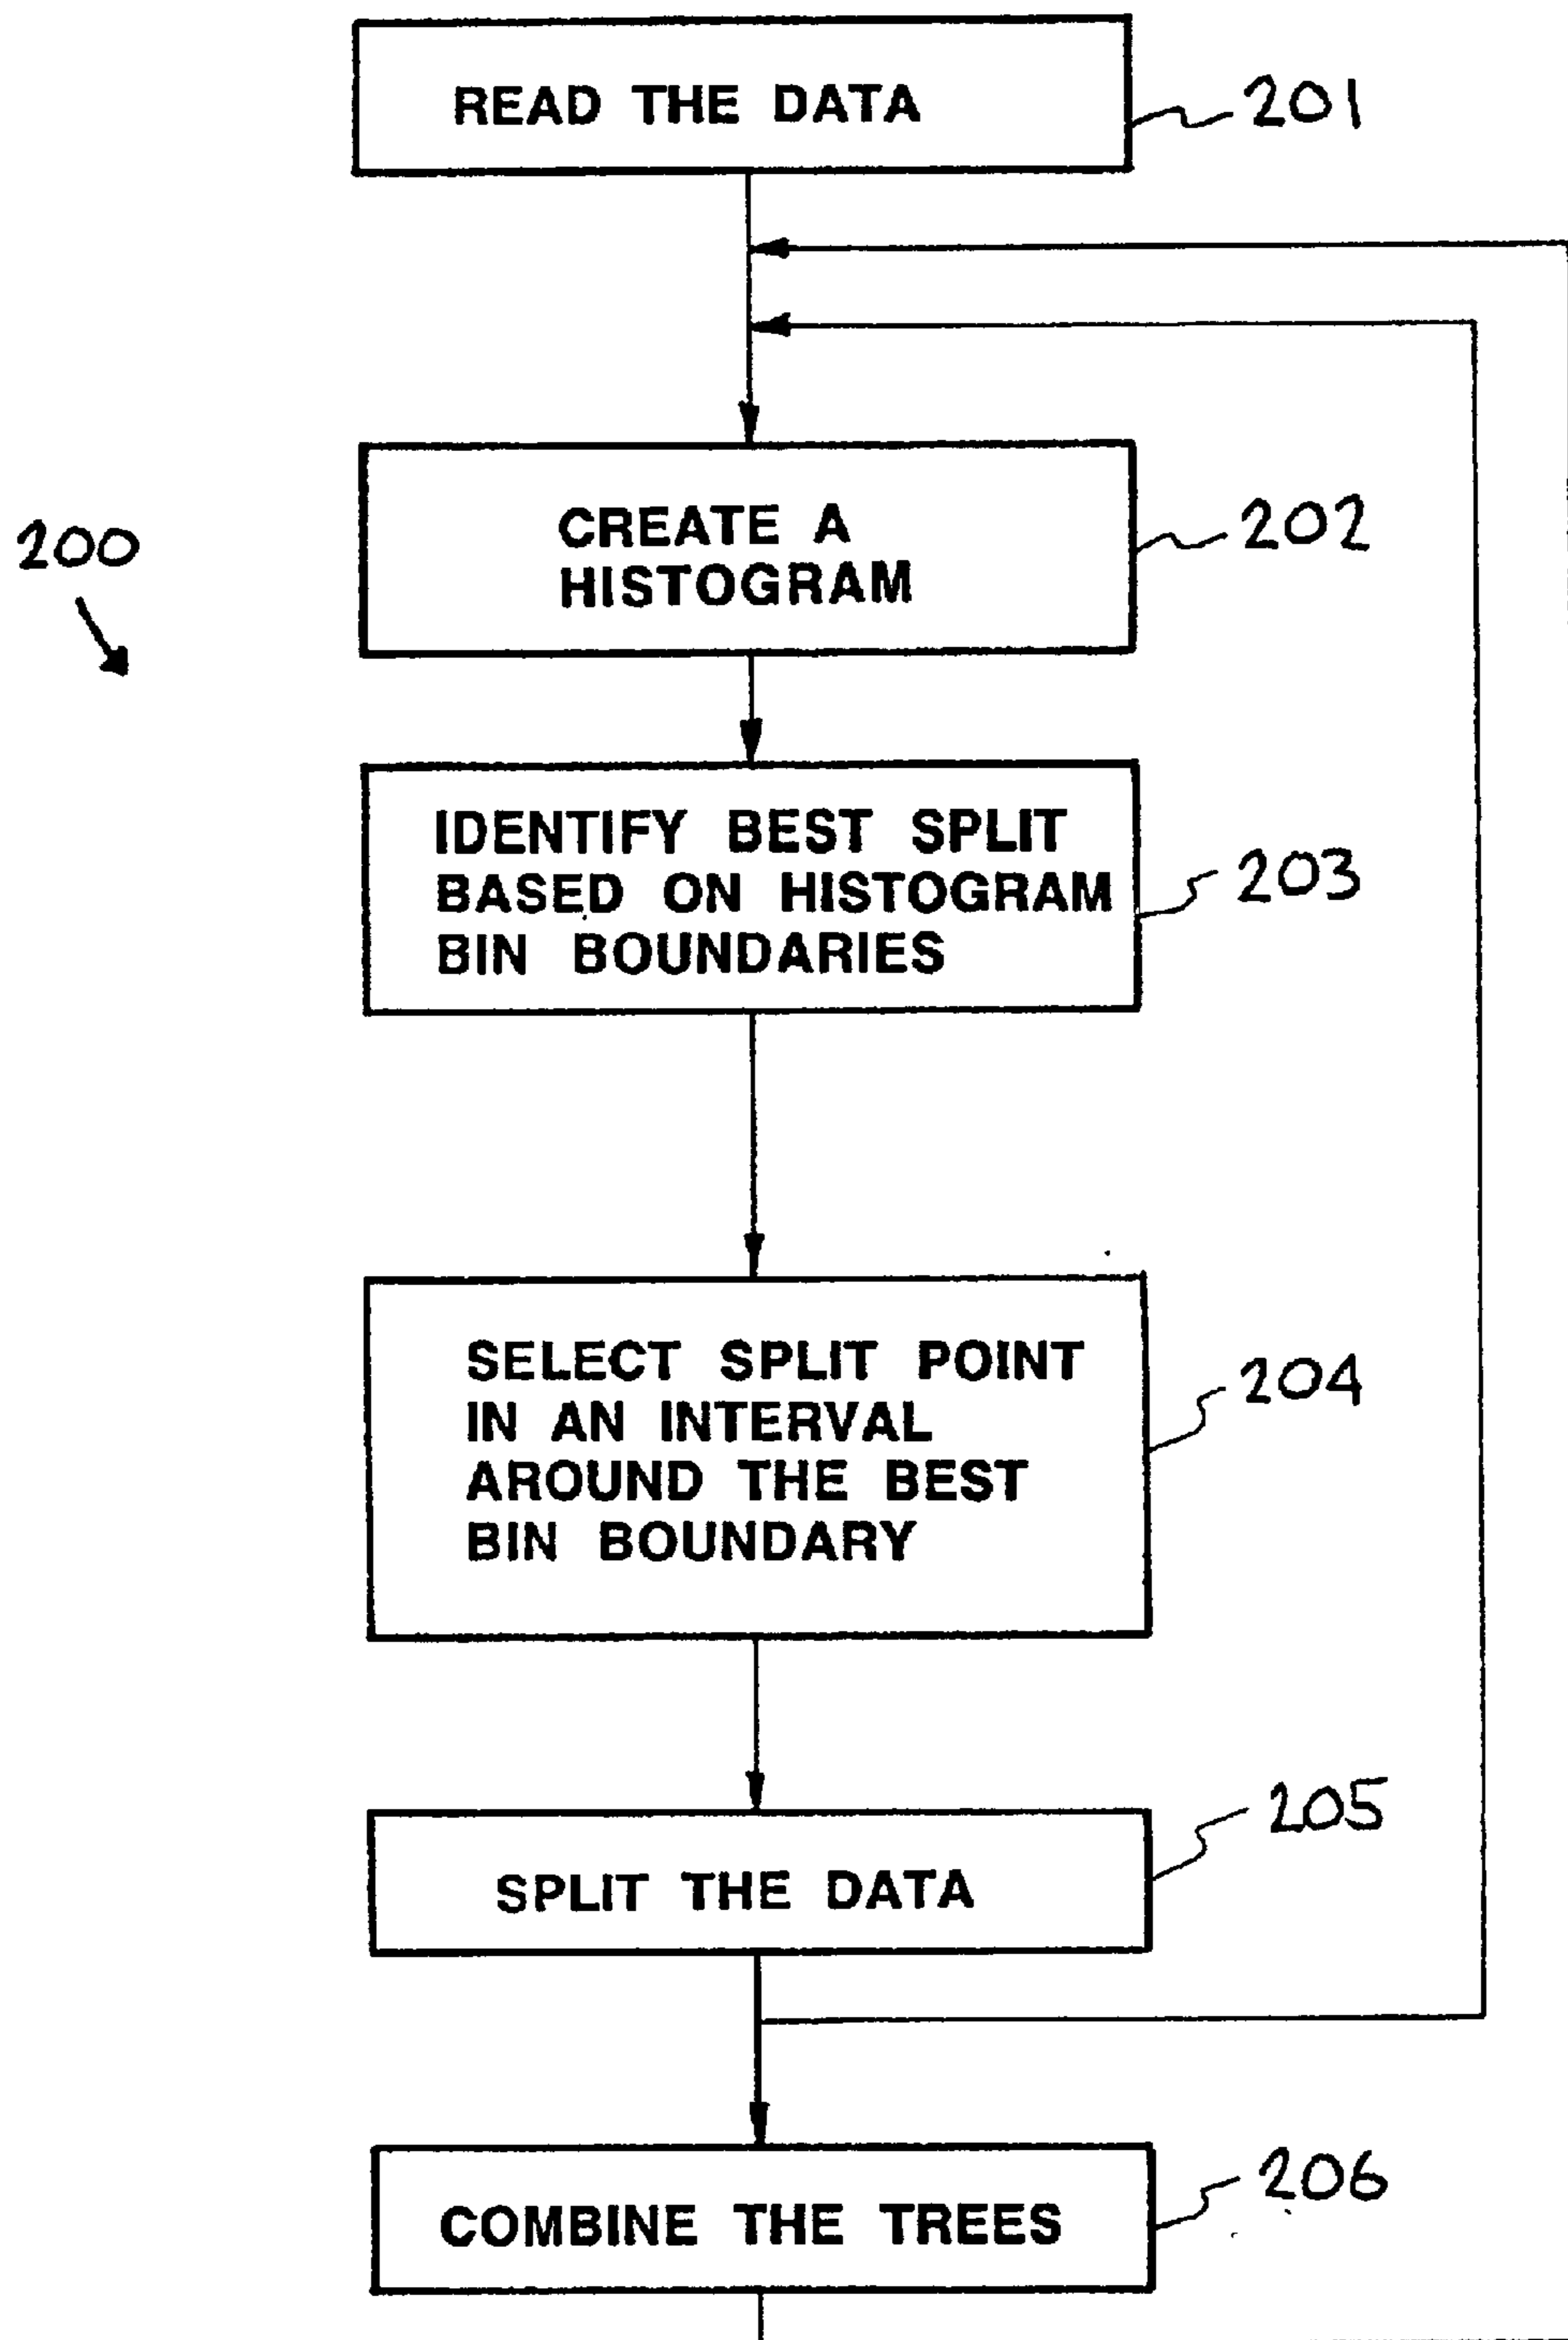 READ THE DATA
201
200
CREATE A
HISTOGRAM
202
IDENTIFY BEST SPLIT
BASED ON HISTOGRAM
BIN BOUNDARIES
203
SELECT SPLIT POINT
IN AN INTERVAL
AROUND THE BEST
BIN BOUNDARY
204
SPLIT THE DATA
205
COMBINE THE TREES
206